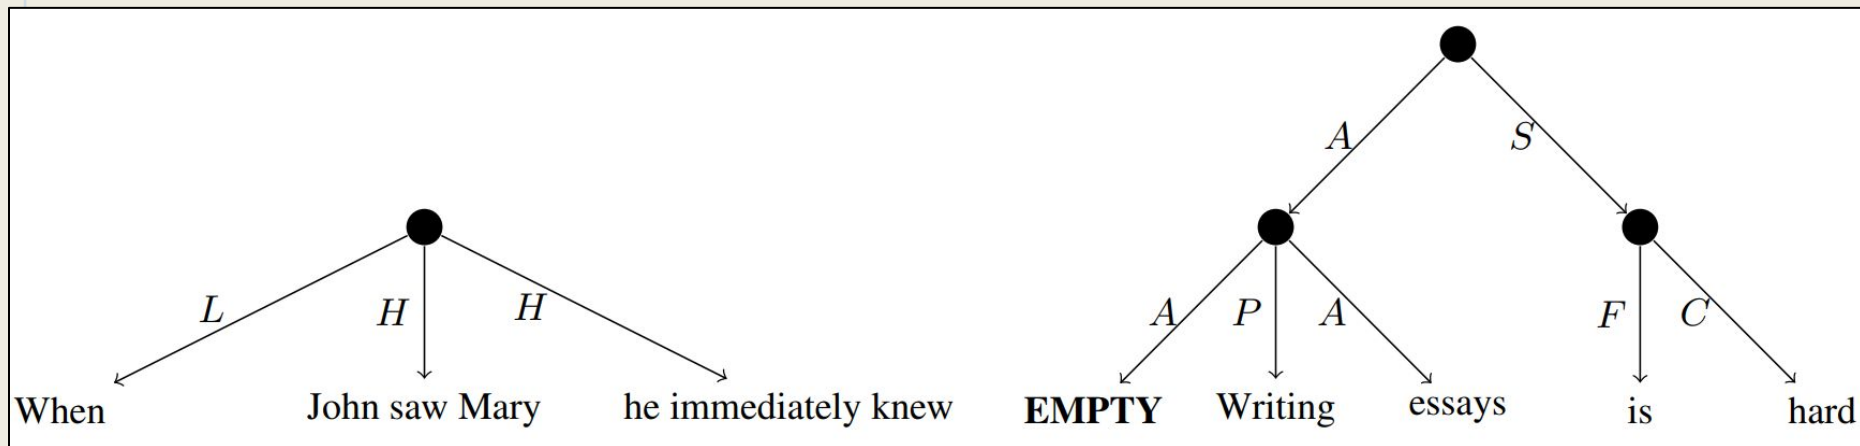 A S
L H H A P A F C
When John saw Mary he immediately knew EMPTY Writing essays is hard